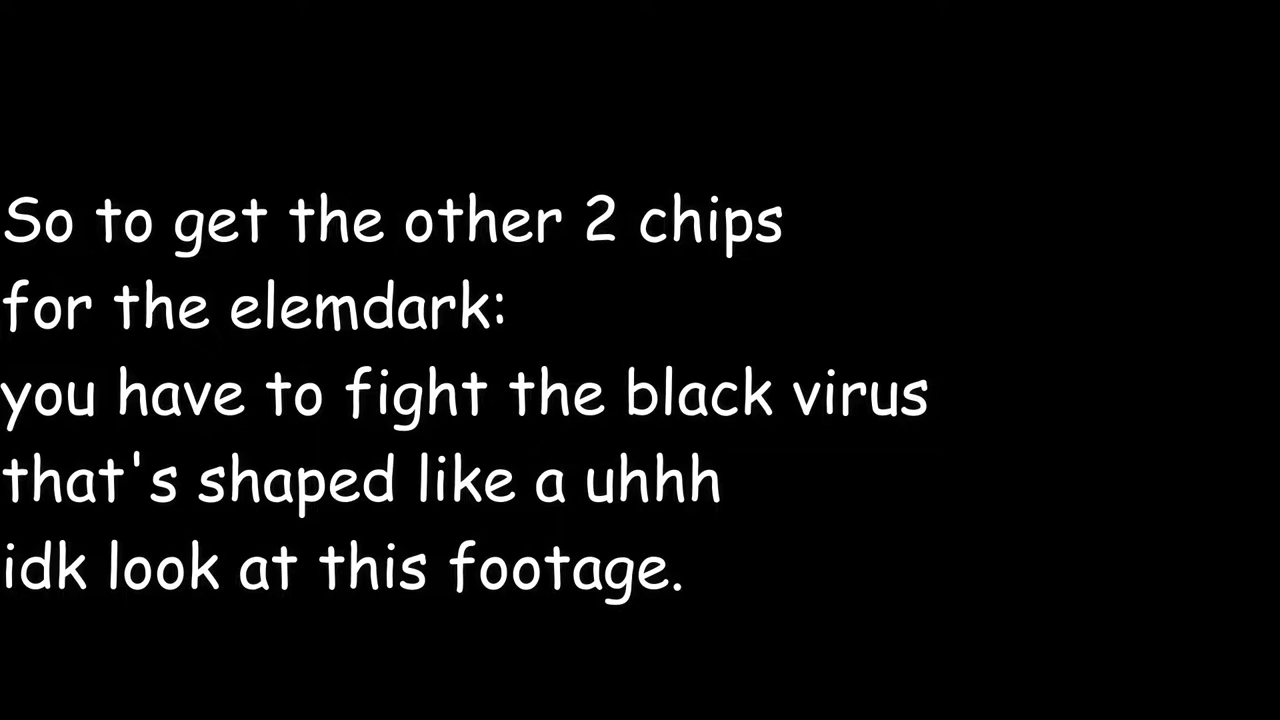 So to get the other 2 chips
for the elemdark:
you have to fight the black virus
that's shaped like a uhhh
idk look at this footage.